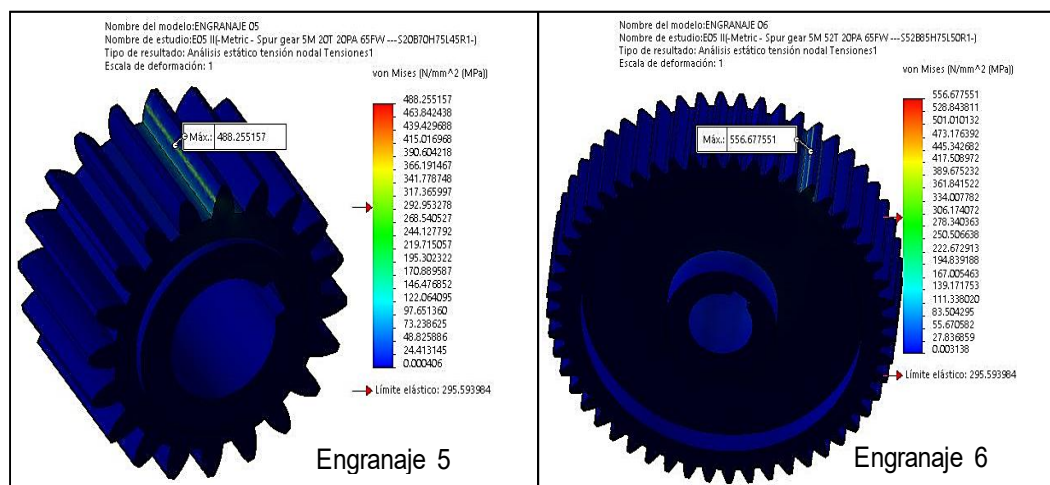 Nombre del modelo:ENGRANAJE 05
Nombre de estudio:E05 II(-Metric - Spur gear 5M 20T 20PA 65FW ---S20B70H75L45R1-)
Tipo de resultado: Análisis estático tensión nodal Tensiones1
Escala de deformación: 1
von Mises (N/mm^2 (MPa))
488.255157
463.842438
439.429688
415.016968
390.604218
366.191467
341.778748
317.365997
292.953278
268.540527
244.127792
219.715057
195.302322
170.889587
146.476852
122.064095
97.651360
73.238625
48.825886
24.413145
0.000406
Máx.: 488.255157
Límite elástico: 295.593984
Engranaje 5
Nombre del modelo:ENGRANAJE 06
Nombre de estudio:E05 II(-Metric - Spur gear 5M 52T 20PA 65FW ---S52B85H75L50R1-)
Tipo de resultado: Análisis estático tensión nodal Tensiones1
Escala de deformación: 1
von Mises (N/mm^2 (MPa))
556.677551
528.843811
501.010132
473.176392
445.342682
417.508972
389.675232
361.841522
334.007782
306.174072
278.340363
250.506638
222.672913
194.839188
167.005463
139.171753
111.338020
83.504295
55.670582
27.836859
0.003138
Máx.: 556.677551
Límite elástico: 295.593984
Engranaje 6